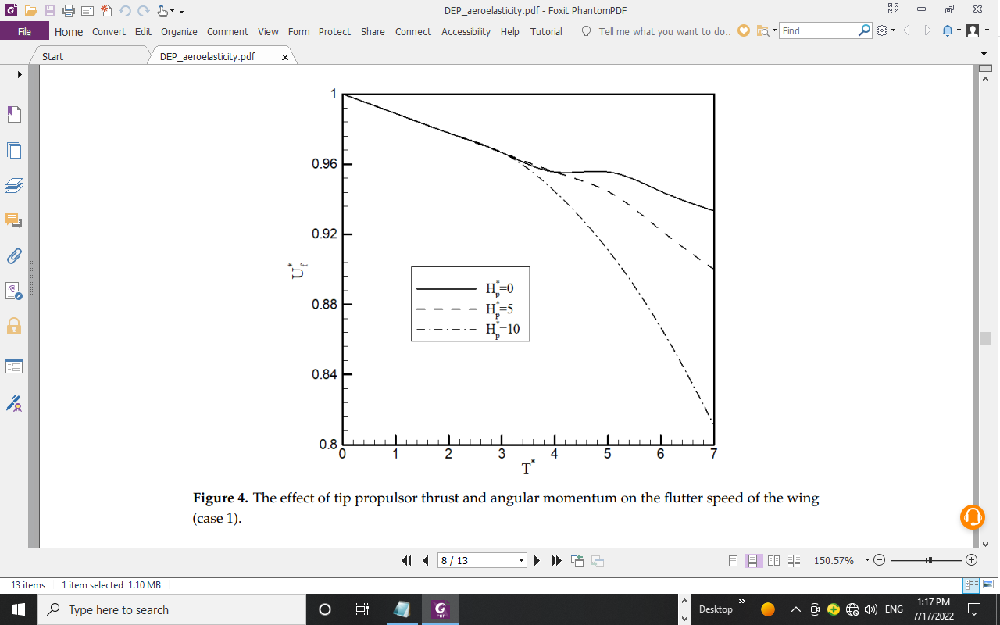 DEP_aeroelasticity.pdf - Foxit PhantomPDF
File Home Convert Edit Organize Comment View Form Protect Share Connect Accessibility Help Tutorial Tell me what you want to do.. Find
Start DEP_aeroelasticity.pdf
1
0.96
0.92
0.88
0.84
0.8
U*f
H*p=0
H*p=5
H*p=10
0 1 2 3 4 5 6 7
T*
Figure 4. The effect of tip propulsor thrust and angular momentum on the flutter speed of the wing
(case 1).
8 / 13 150.57%
13 items 1 item selected 1.10 MB
Type here to search
PDF
Desktop
ENG
1:17 PM
7/17/2022